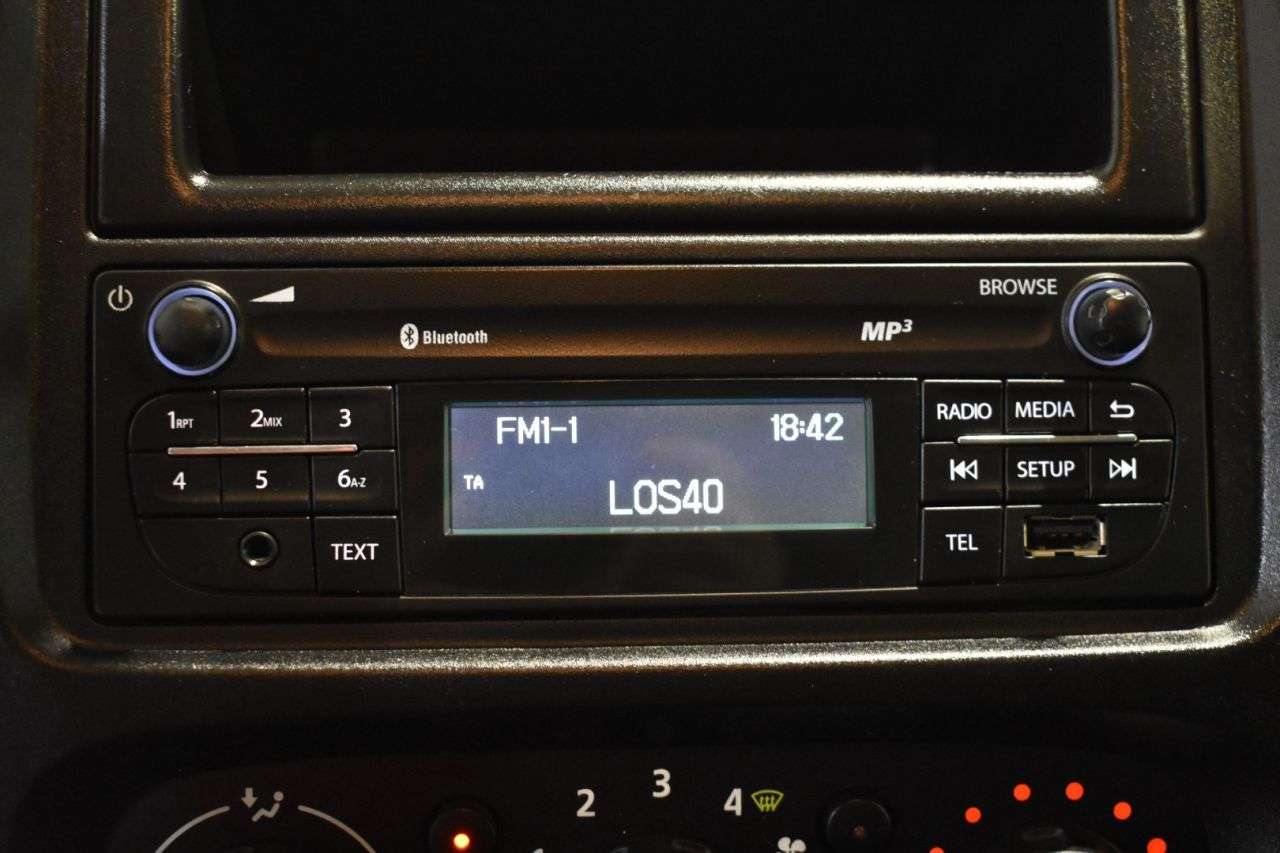 BROWSE
Bluetooth
MP3
1RPT 2MIX 3
FM1-1 18:42
RADIO MEDIA
4 5 6A-Z
TA
LOS40
SETUP
TEXT
TEL
2 3 4